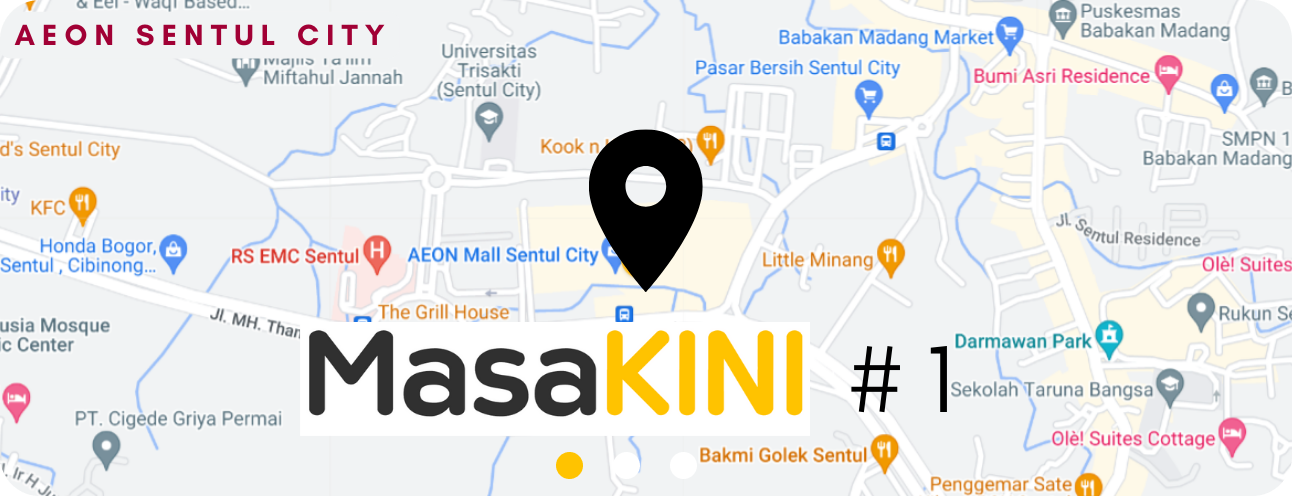 & Eel - Waqf Based...
AEON SENTUL CITY
Majlis Ta'lim
Miftahul Jannah
Universitas
Trisakti
(Sentul City)
Babakan Madang Market
Puskesmas
Babakan Madang
Pasar Bersih Sentul City
Bumi Asri Residence
B
d's Sentul City
Kook n
SMPN 1
Babakan Madang
ity
KFC
Jl. Sentul Residence
Honda Bogor,
Sentul , Cibinong...
RS EMC Sentul
H
AEON Mall Sentul City
Little Minang
Olè! Suites
The Grill House
Jl. MH. Tham
Rukun Se
usia Mosque
ic Center
MasaKINI
# 1
Darmawan Park
Sekolah Taruna Bangsa
PT. Cigede Griya Permai
Olè! Suites Cottage
Bakmi Golek Sentul
Jl. Ir H Ju
Penggemar Sate